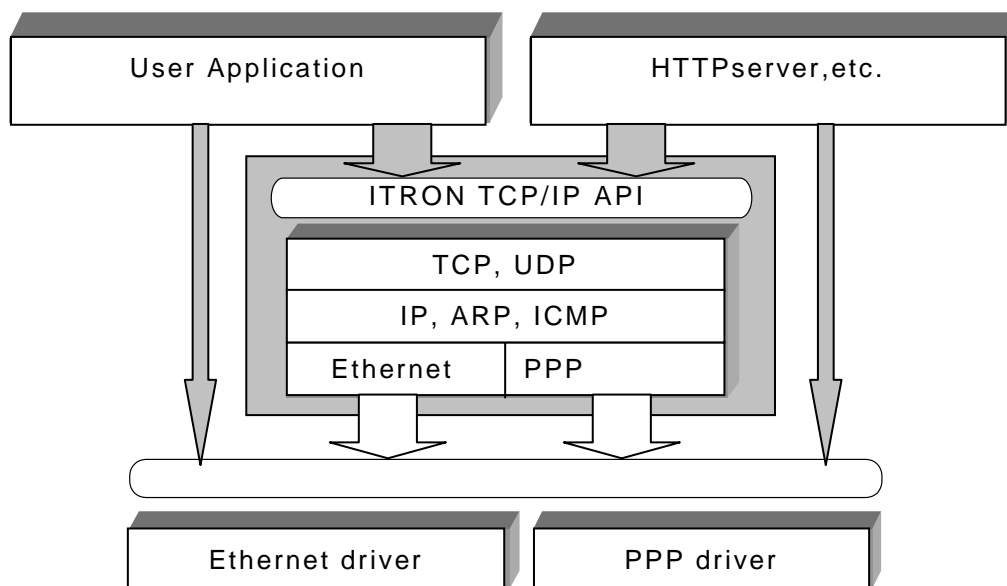 User Application
HTTPserver,etc.
ITRON TCP/IP API
TCP, UDP
IP, ARP, ICMP
Ethernet
PPP
Ethernet driver
PPP driver